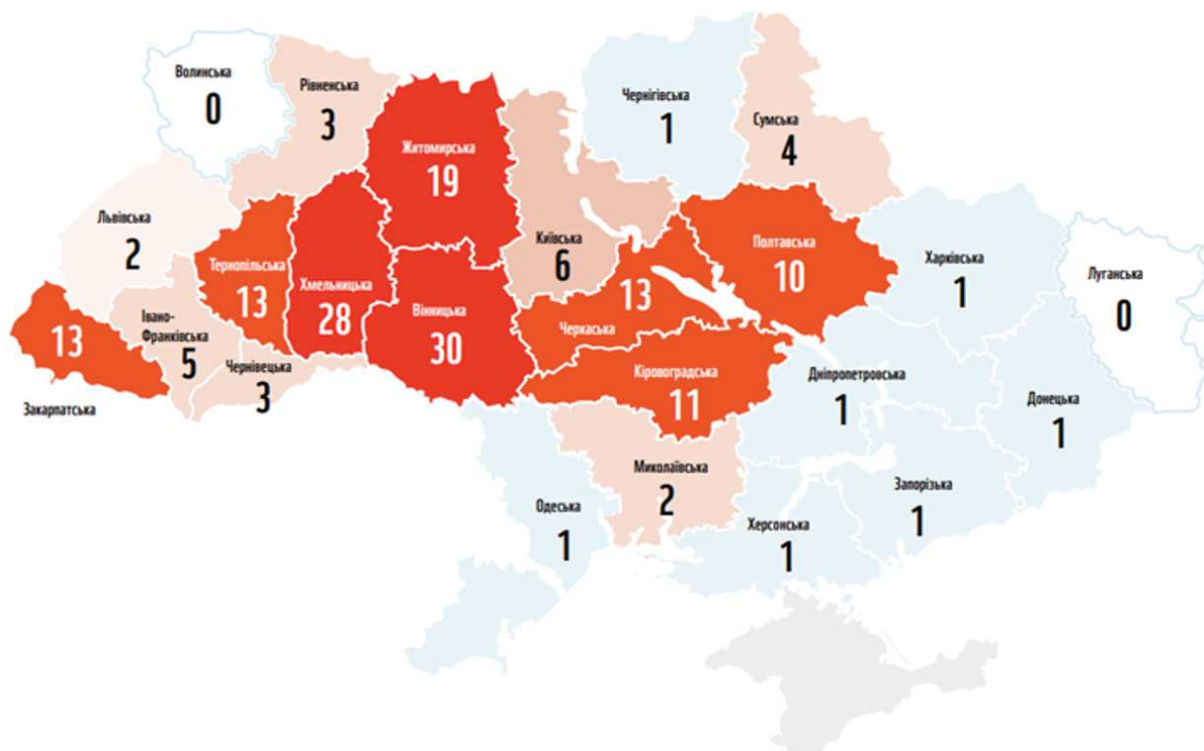 Волинська
0
Рівненська
3
Житомирська
19
Чернігівська
1
Сумська
4
Львівська
2
Тернопільська
13
Хмельницька
28
Вінницька
30
Київська
6
13
Черкаська
Полтавська
10
Харківська
1
Луганська
0
13
Закарпатська
Івано-
Франківська
5
Чернівецька
3
Кіровоградська
11
Дніпропетровська
1
Донецька
1
Одеська
1
Миколаївська
2
Херсонська
1
Запорізька
1